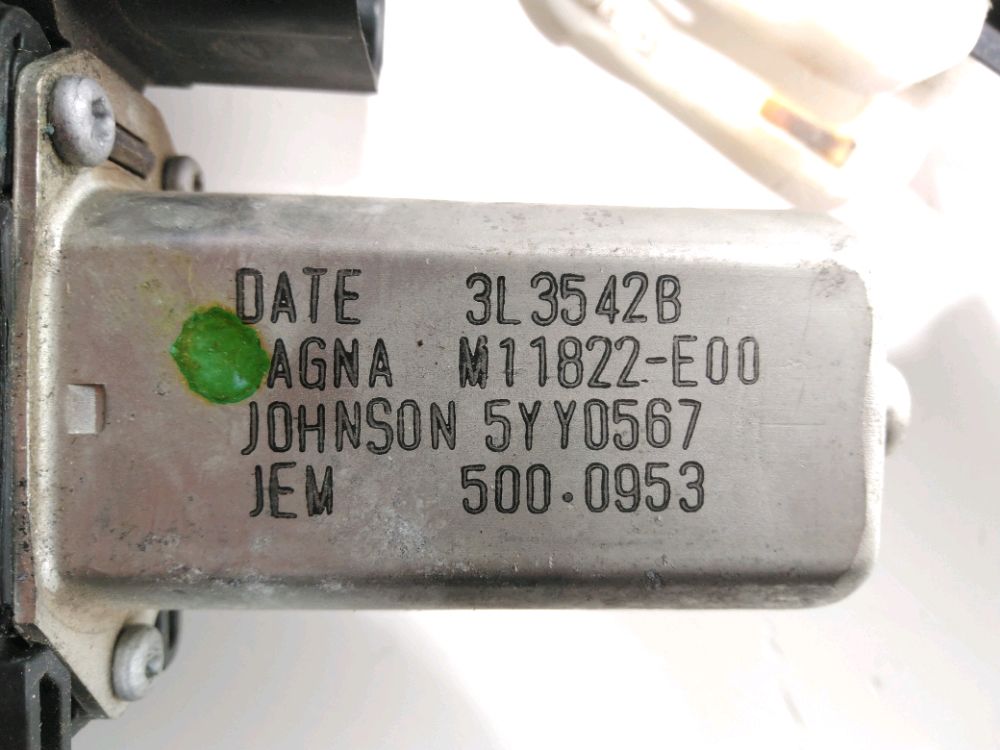 DATE 3L3542B
AGNA M11822-E00
JOHNSON 5YY0567
JEM 500.0953